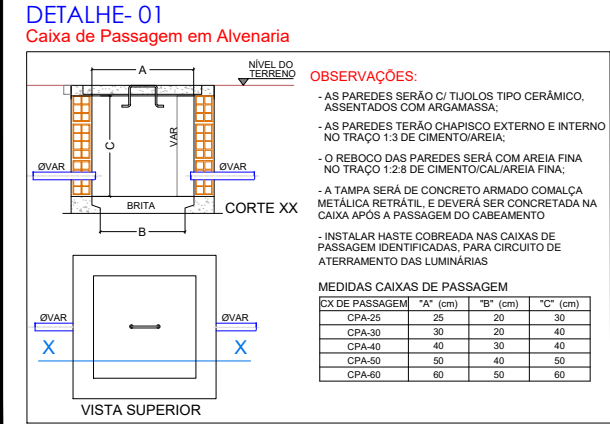 DETALHE- 01
Caixa de Passagem em Alvenaria
A
NÍVEL DO
TERRENO
C
VAR
ØVAR
ØVAR
BRITA
CORTE XX
B
ØVAR
ØVAR
X
X
VISTA SUPERIOR
OBSERVAÇÕES:
- AS PAREDES SERÃO C/ TIJOLOS TIPO CERÂMICO,
ASSENTADOS COM ARGAMASSA;
- AS PAREDES TERÃO CHAPISCO EXTERNO E INTERNO
NO TRAÇO 1:3 DE CIMENTO/AREIA;
- O REBOCO DAS PAREDES SERÁ COM AREIA FINA
NO TRAÇO 1:2:8 DE CIMENTO/CAL/AREIA FINA;
- A TAMPA SERÁ DE CONCRETO ARMADO COMALÇA
METÁLICA RETRÁTIL, E DEVERÁ SER CONCRETADA NA
CAIXA APÓS A PASSAGEM DO CABEAMENTO
- INSTALAR HASTE COBREADA NAS CAIXAS DE
PASSAGEM IDENTIFICADAS, PARA CIRCUITO DE
ATERRAMENTO DAS LUMINÁRIAS
MEDIDAS CAIXAS DE PASSAGEM
CX DE PASSAGEM "A" (cm) "B" (cm) "C" (cm)
CPA-25 25 20 30
CPA-30 30 20 40
CPA-40 40 30 40
CPA-50 50 40 50
CPA-60 60 50 60